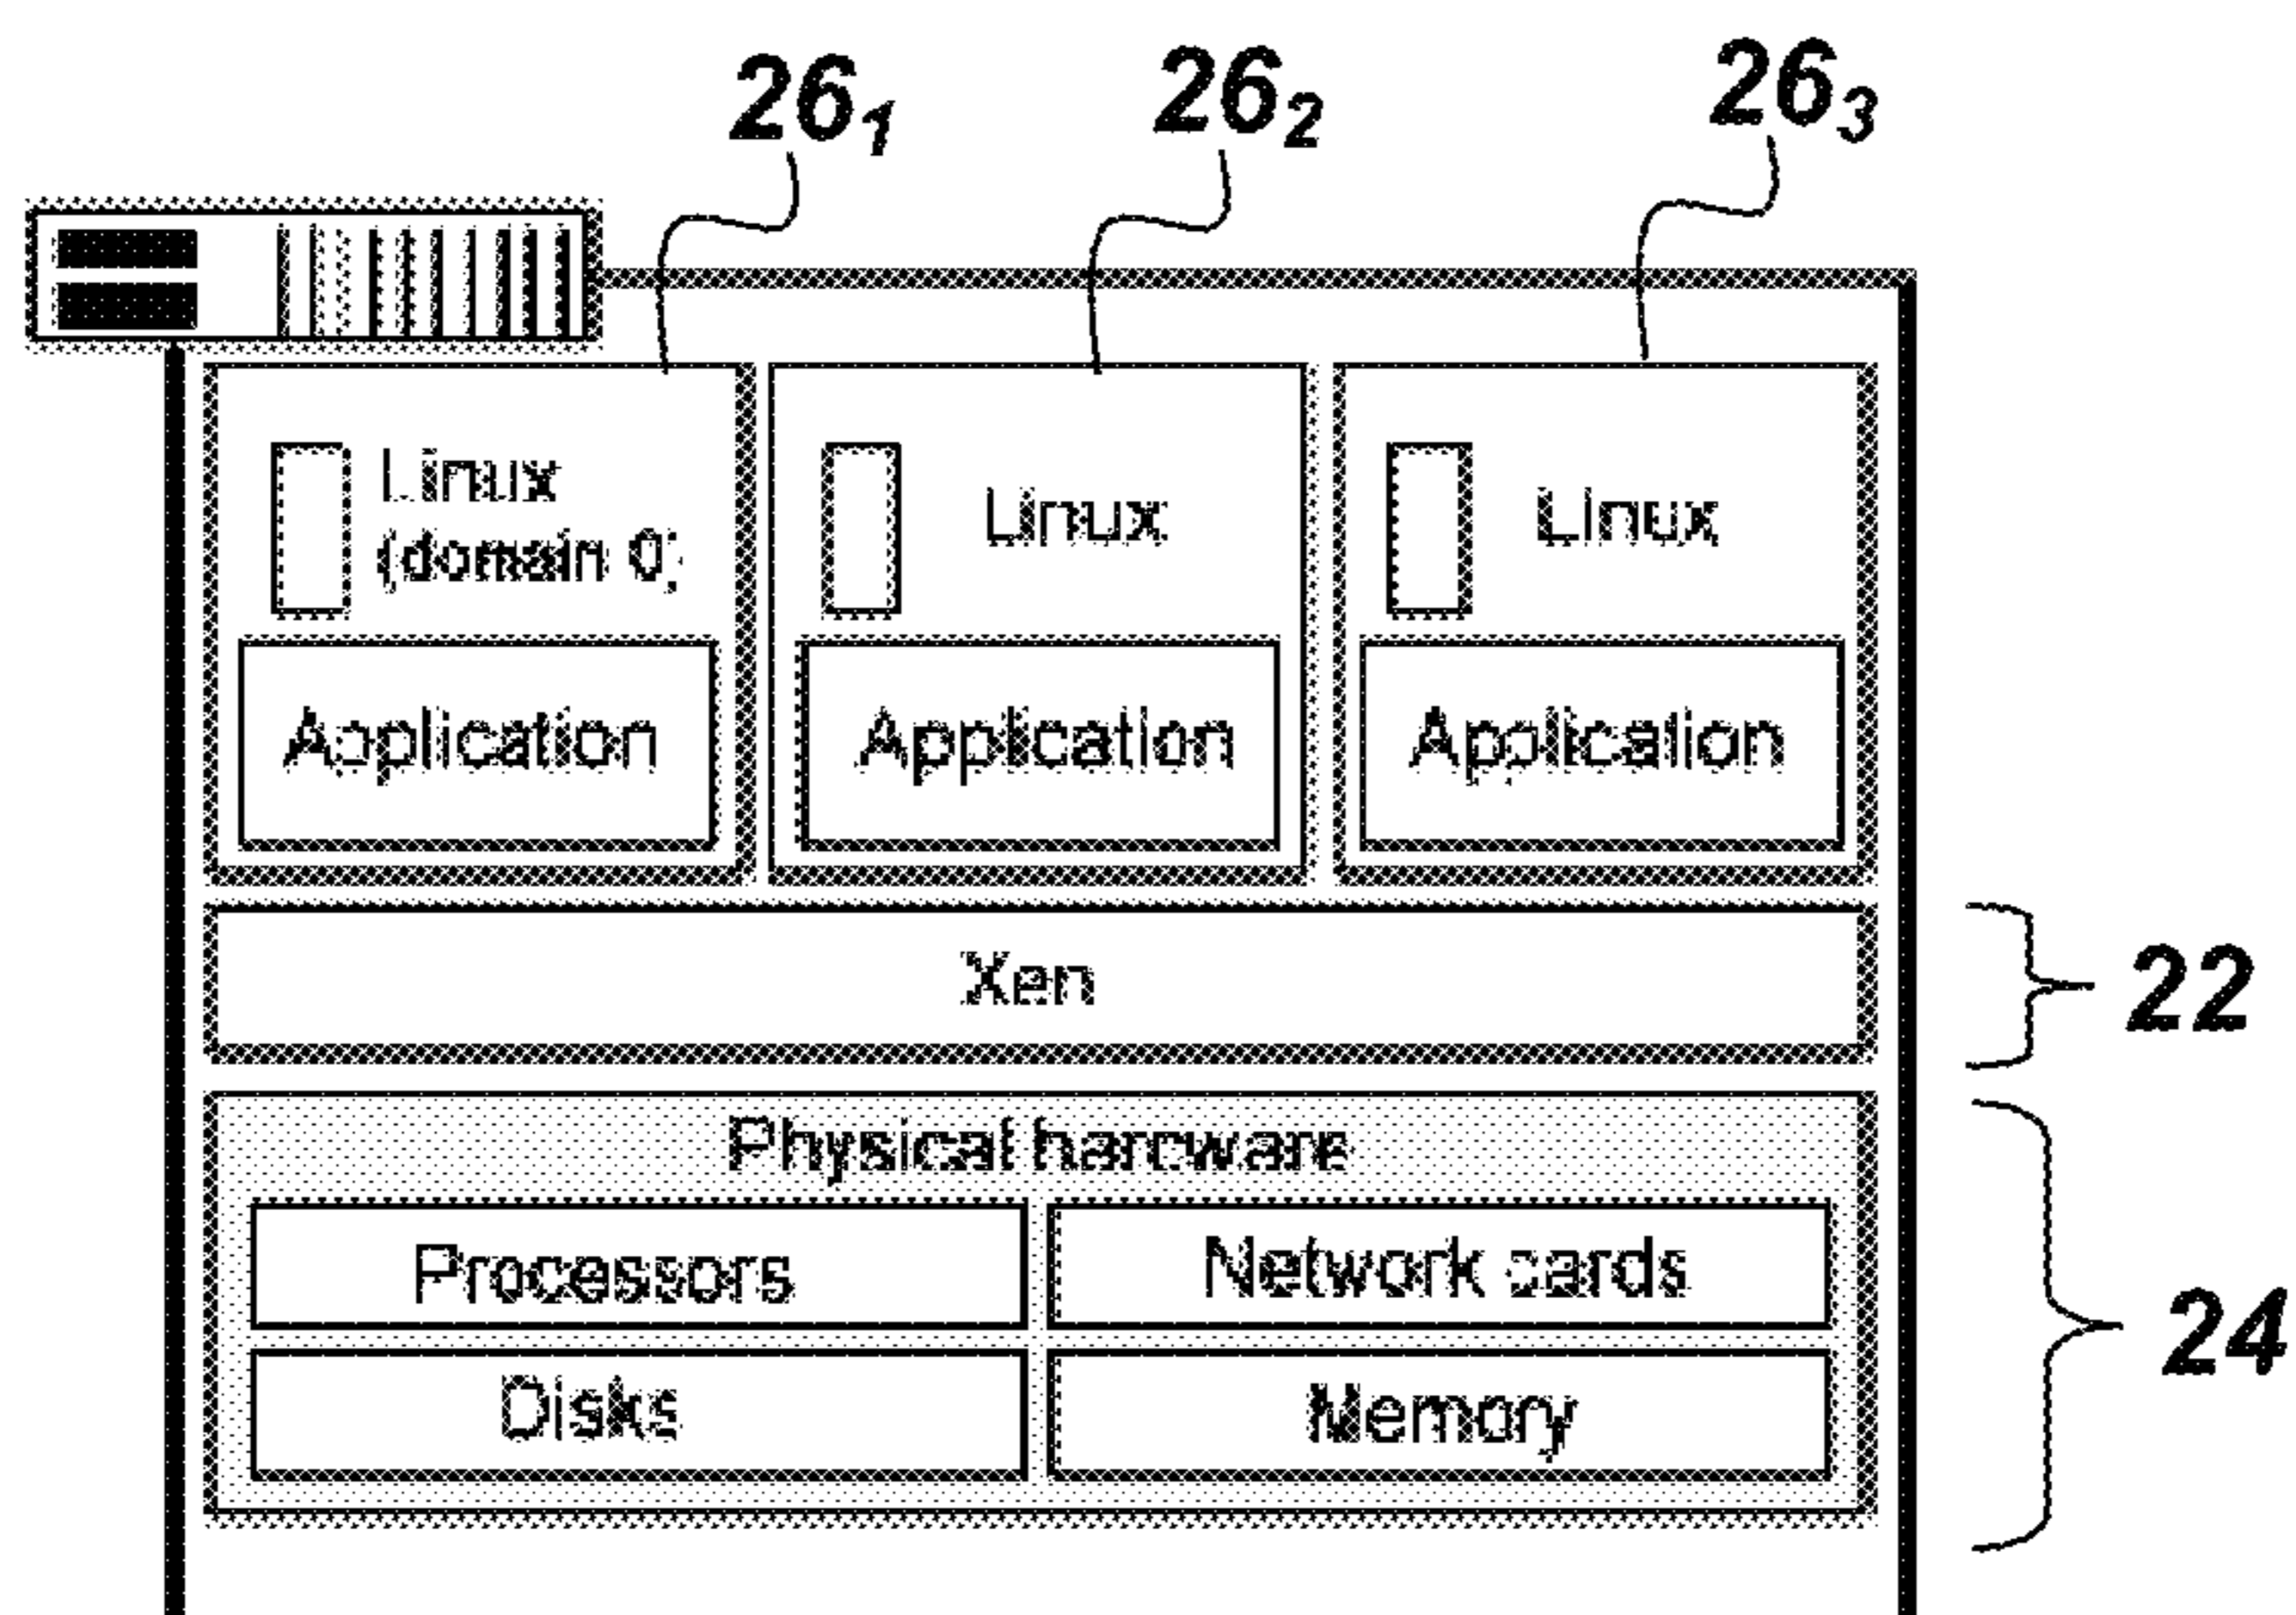 26₁ 26₂ 26₃
Linux
(domain 0)
Linux
Linux
Application Application Application
Xen
22
Physical hardware
Processors Network cards
24
Disks Memory